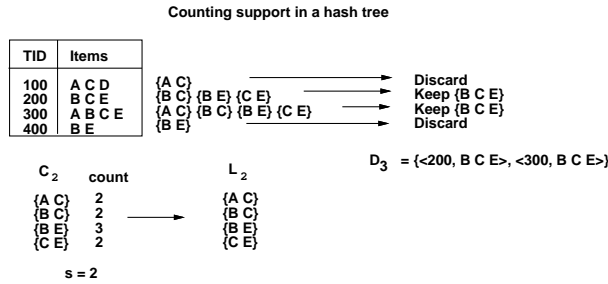 Counting support in a hash tree
TID Items
100 A C D {A C} Discard
200 B C E {B C} {B E} {C E} Keep {B C E}
300 A B C E {A C} {B C} {B E} {C E} Keep {B C E}
400 B E {B E} Discard
D3 = {<200, B C E>, <300, B C E>}
C2 count L2
{A C} 2 {A C}
{B C} 2 {B C}
{B E} 3 {B E}
{C E} 2 {C E}
s = 2